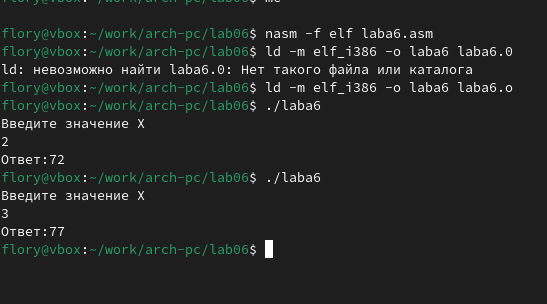 flory@vbox:~/work/arch-pc/lab06$ mc
flory@vbox:~/work/arch-pc/lab06$ nasm -f elf laba6.asm
flory@vbox:~/work/arch-pc/lab06$ ld -m elf_i386 -o laba6 laba6.0
ld: невозможно найти laba6.0: Нет такого файла или каталога
flory@vbox:~/work/arch-pc/lab06$ ld -m elf_i386 -o laba6 laba6.o
flory@vbox:~/work/arch-pc/lab06$ ./laba6
Введите значение X
2
Ответ:72
flory@vbox:~/work/arch-pc/lab06$ ./laba6
Введите значение X
3
Ответ:77
flory@vbox:~/work/arch-pc/lab06$